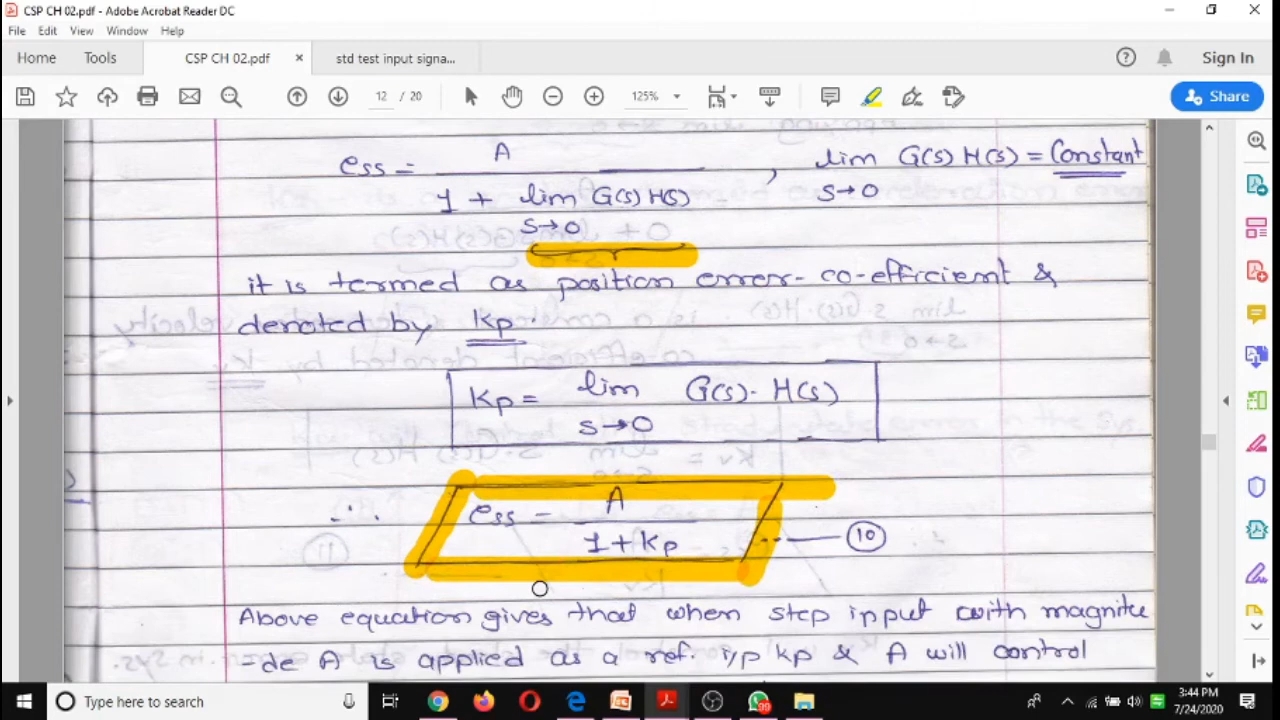 CSP CH 02.pdf - Adobe Acrobat Reader DC
File Edit View Window Help
Home Tools CSP CH 02.pdf × std test input signa... Sign In
12 / 20 125% Share
ess = A / 1 + lim G(s) H(s) , lim G(s) H(s) = Constant
s→0 s→0
it is termed as position error co-efficient &
denoted by Kp.
Kp = lim G(s). H(s)
s→0
∴ ess = A / 1+Kp -- 10
Above equation gives that when step input with magnitu
=de A is applied as a ref. i/p kp & A will control
Type here to search
3:44 PM
7/24/2020